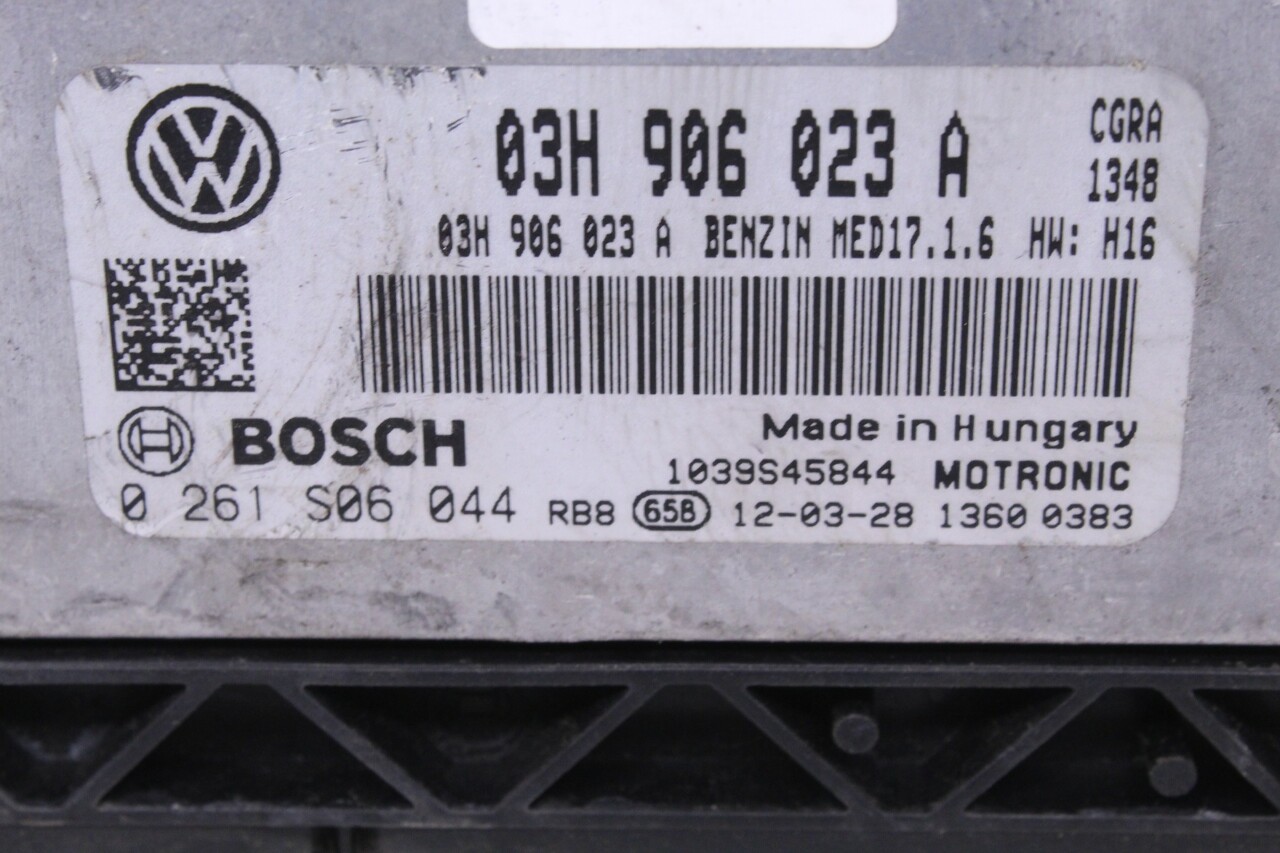 03H 906 023 A
CGRA
1348
03H 906 023 A BENZIN MED17.1.6 HW: H16
BOSCH
Made in Hungary
1039S45844 MOTRONIC
0 261 S06 044 RB8 65B 12-03-28 1360 0383